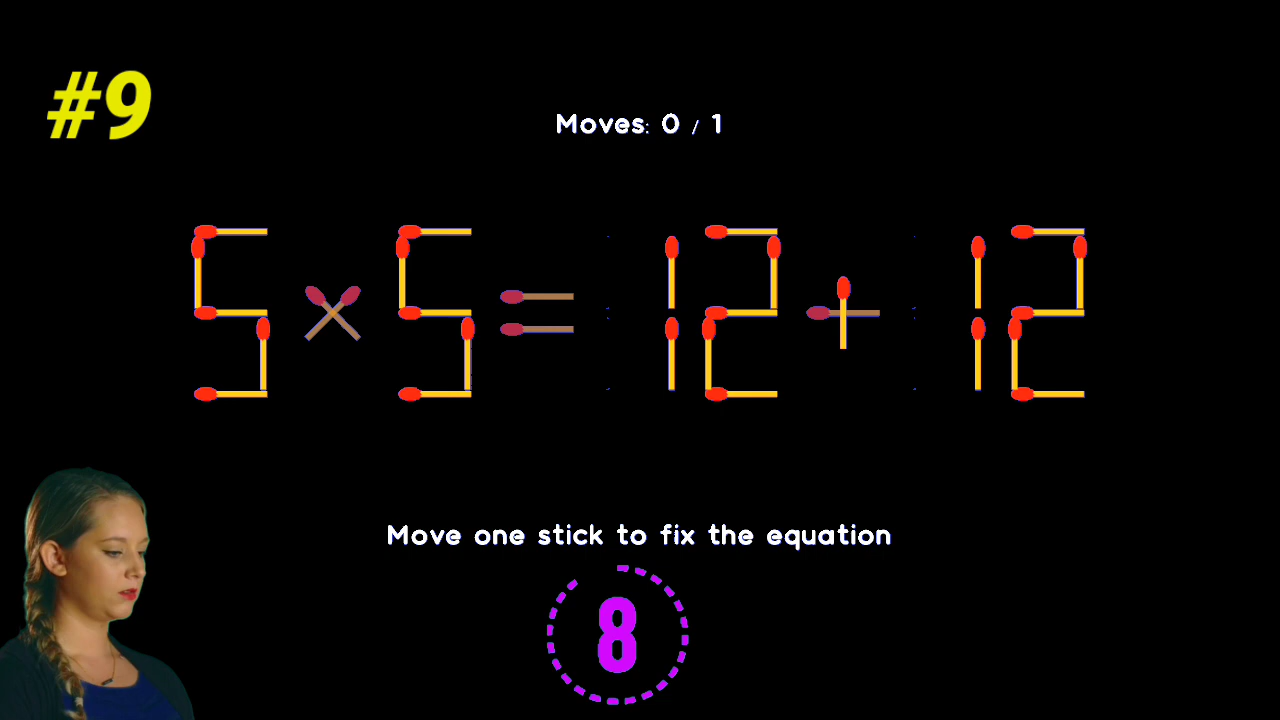 #9
Moves: 0 / 1
5 × 5 = 12 + 12
Move one stick to fix the equation
8